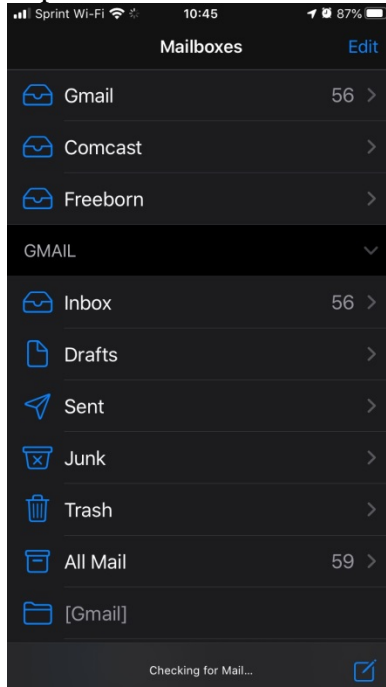 Sprint Wi-Fi 10:45 87%
Mailboxes Edit
Gmail 56
Comcast
Freeborn
GMAIL
Inbox 56
Drafts
Sent
Junk
Trash
All Mail 59
[Gmail]
Checking for Mail...